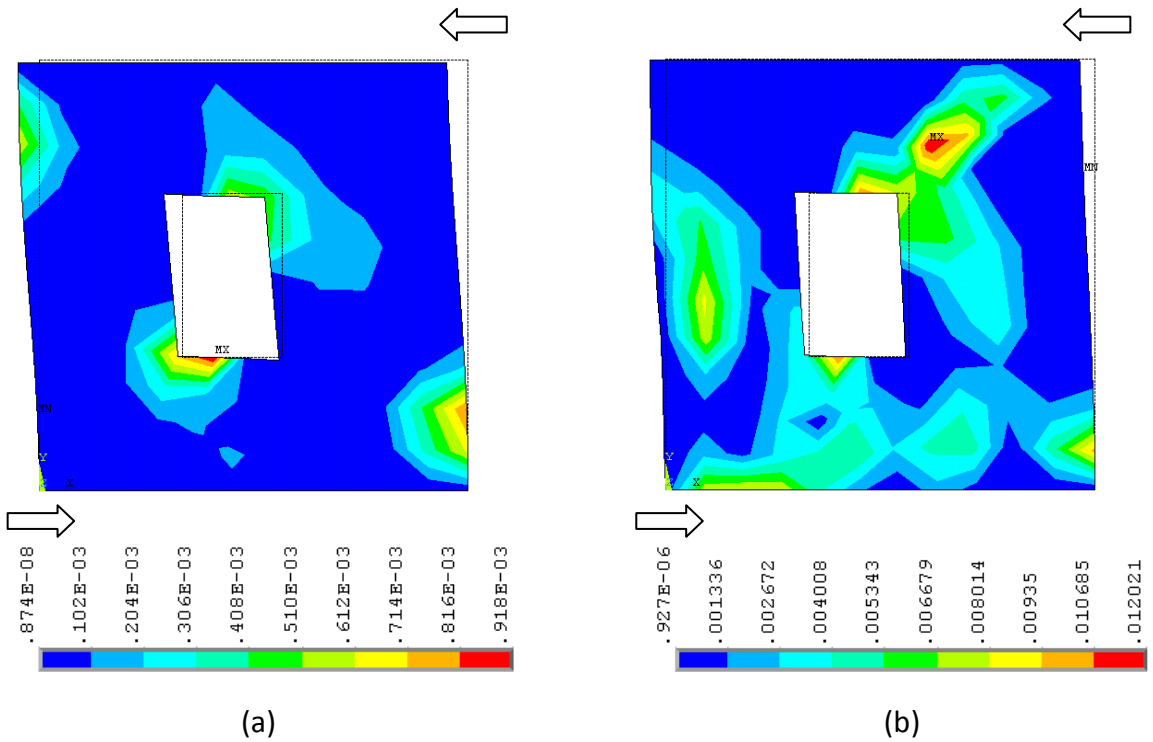 MX
MX
MN
MN
Y
Z X
Y
X
.874E-08
.102E-03
.204E-03
.306E-03
.408E-03
.510E-03
.612E-03
.714E-03
.816E-03
.918E-03
.927E-06
.001336
.002672
.004008
.005343
.006679
.008014
.00935
.010685
.012021
(a)
(b)